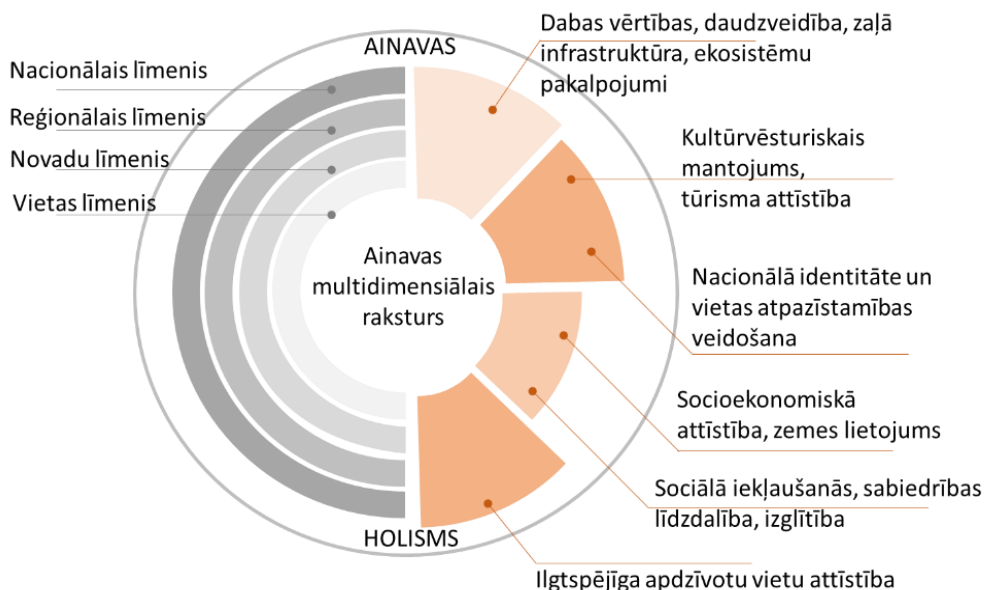 AINAVAS
Nacionālais līmenis
Reģionālais līmenis
Novadu līmenis
Vietas līmenis
Ainavas
multidimensiālais
raksturs
HOLISMS
Dabas vērtības, daudzveidība, zaļā
infrastruktūra, ekosistēmu
pakalpojumi
Kultūrvēsturiskais
mantojums,
tūrisma attīstība
Nacionālā identitāte un
vietas atpazīstamības
veidošana
Socioekonomiskā
attīstība, zemes lietojums
Sociālā iekļaušanās, sabiedrības
līdzdalība, izglītība
Ilgtspējīga apdzīvotu vietu attīstība